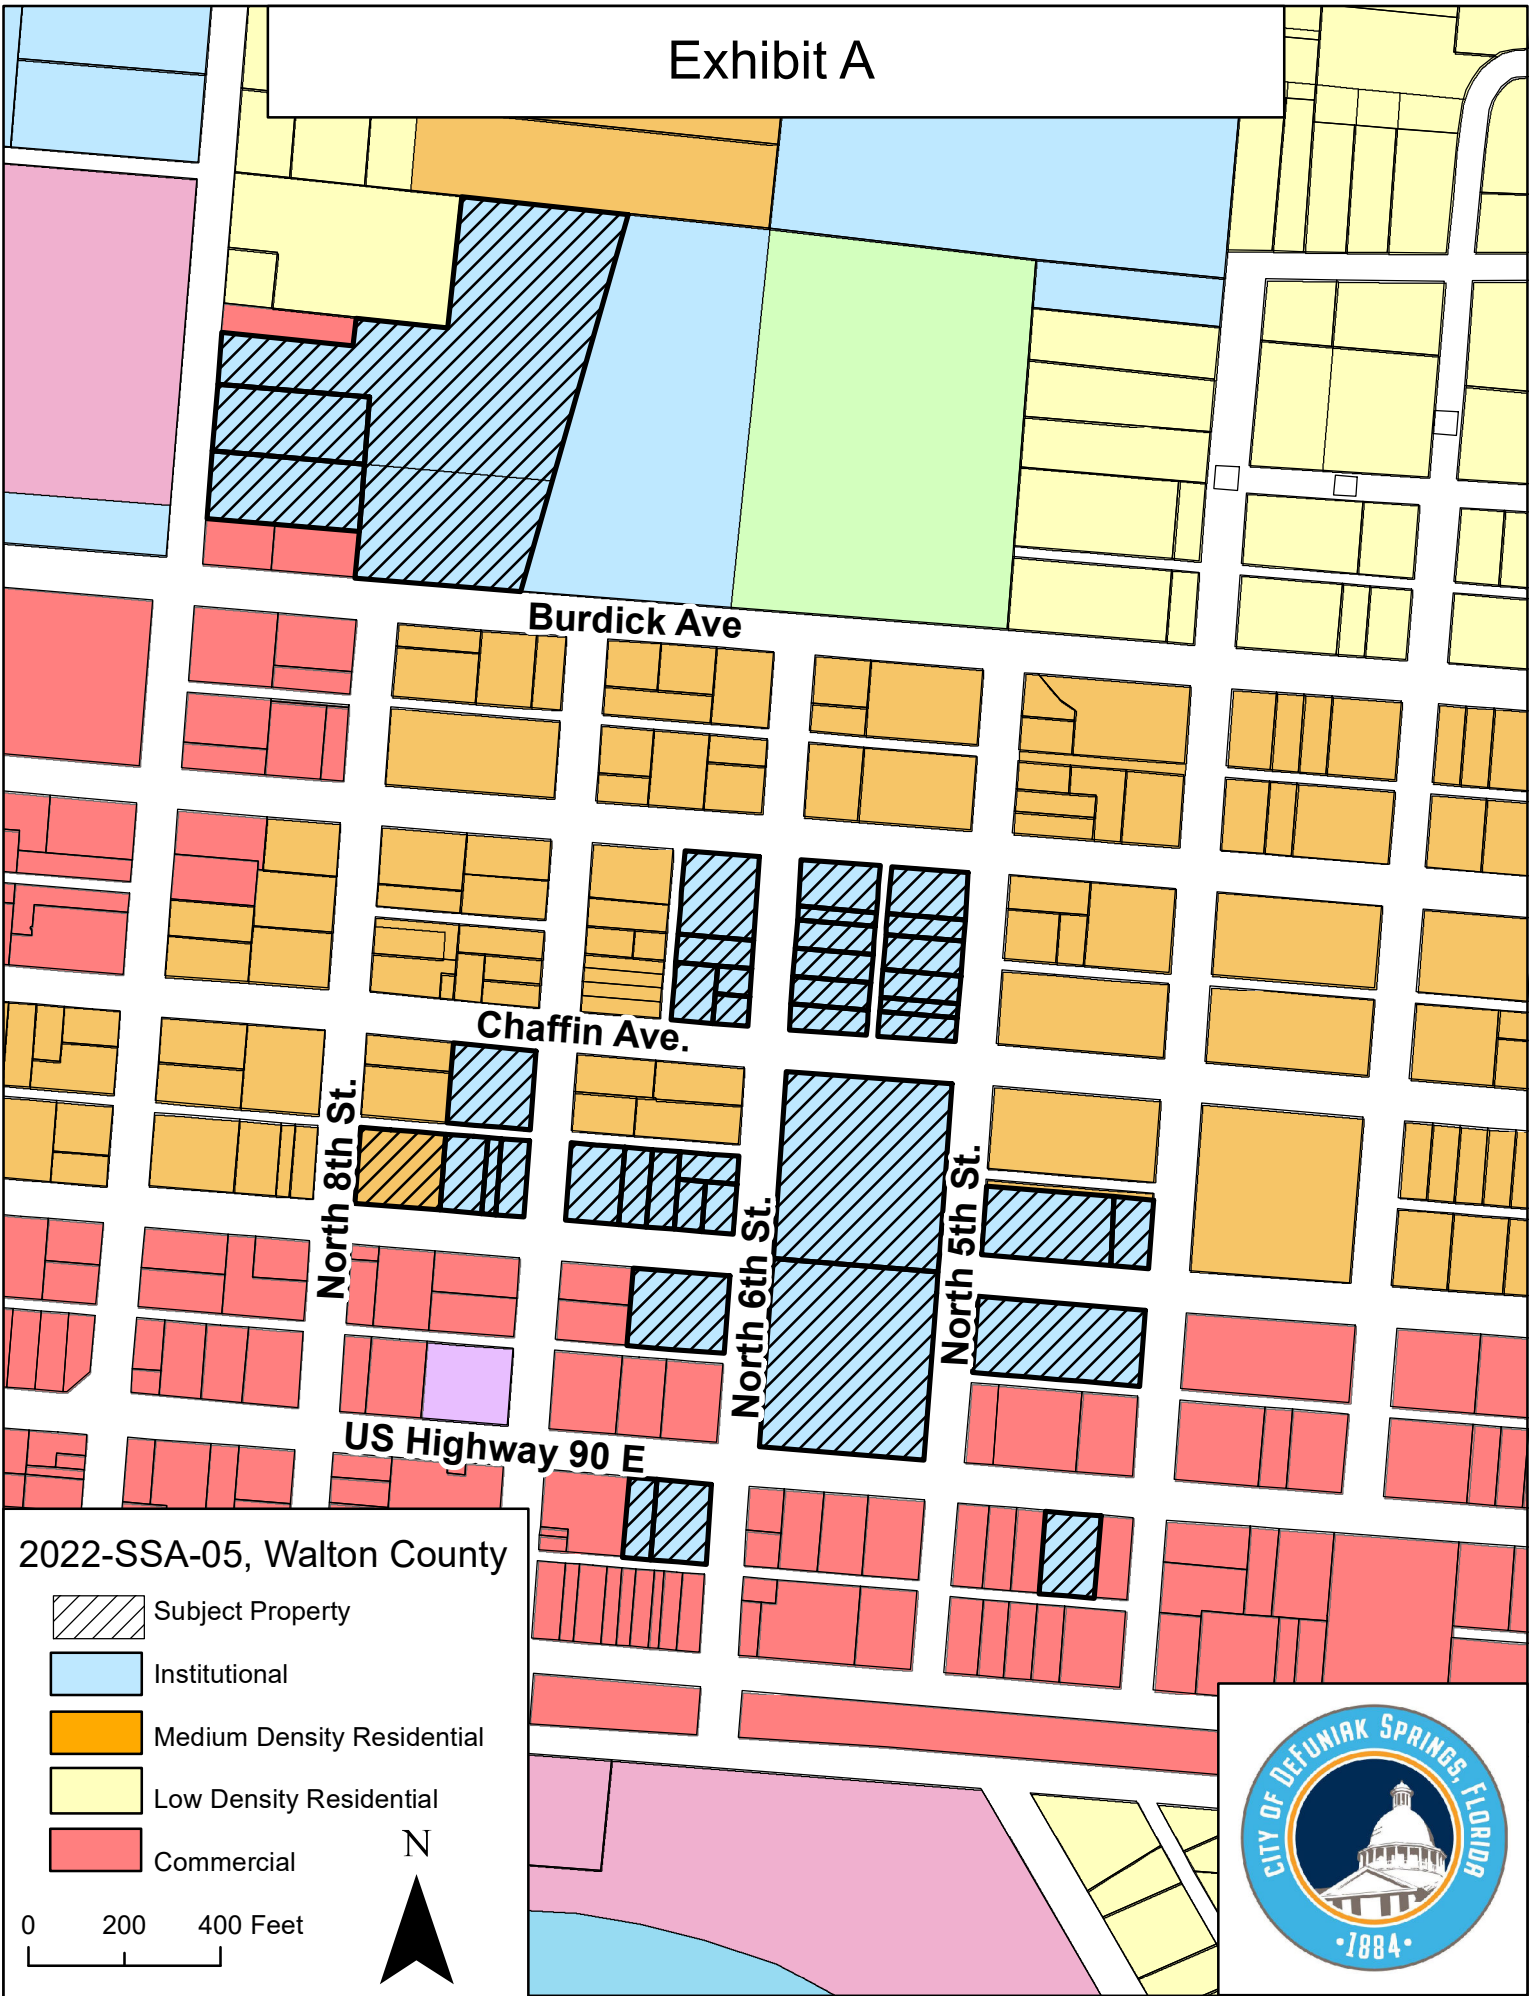 Exhibit A
Burdick Ave
Chaffin Ave.
North 8th St.
North 6th St.
North 5th St.
US Highway 90 E
2022-SSA-05, Walton County
Subject Property
Institutional
Medium Density Residential
Low Density Residential
Commercial
N
0 200 400 Feet
CITY OF DEFUNIAK SPRINGS, FLORIDA
•1884•